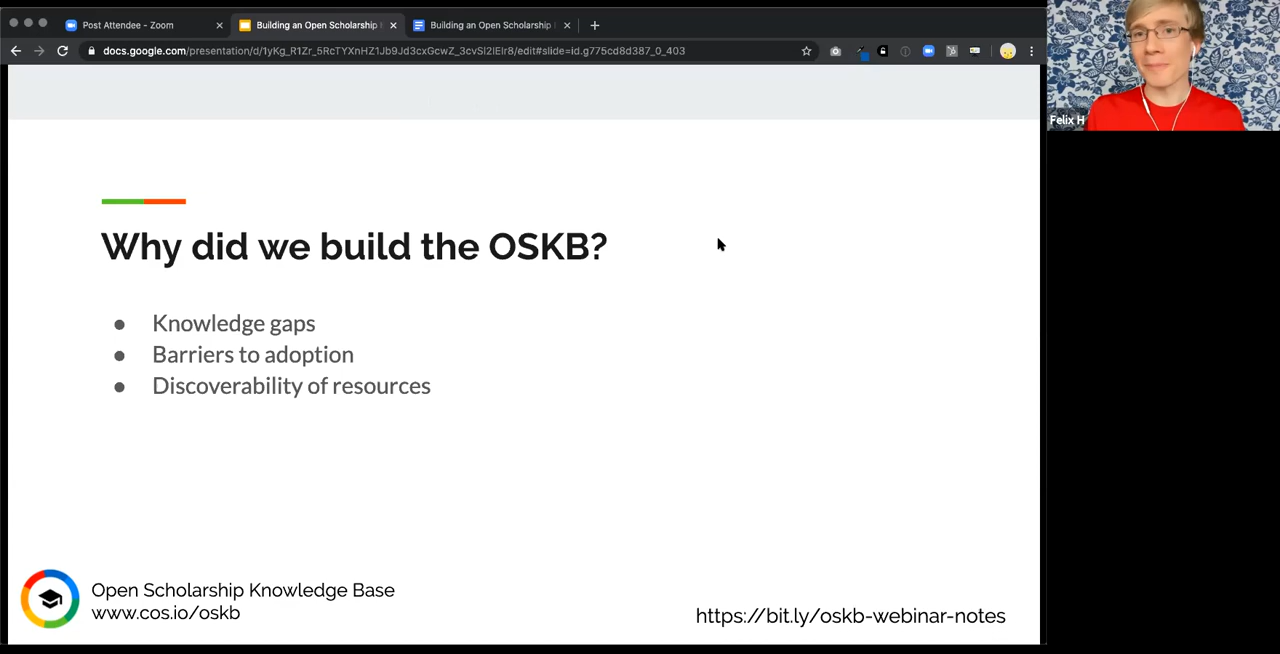 Post Attendee - Zoom
Building an Open Scholarship
Building an Open Scholarship
docs.google.com/presentation/d/1yKg_R1Zr_5RcTYXnHZ1Jb9Jd3cxGcwZ_3cvSI2IElr8/edit#slide=id.g775cd8d387_0_403
Felix H
Why did we build the OSKB?
● Knowledge gaps
● Barriers to adoption
● Discoverability of resources
Open Scholarship Knowledge Base
www.cos.io/oskb
https://bit.ly/oskb-webinar-notes